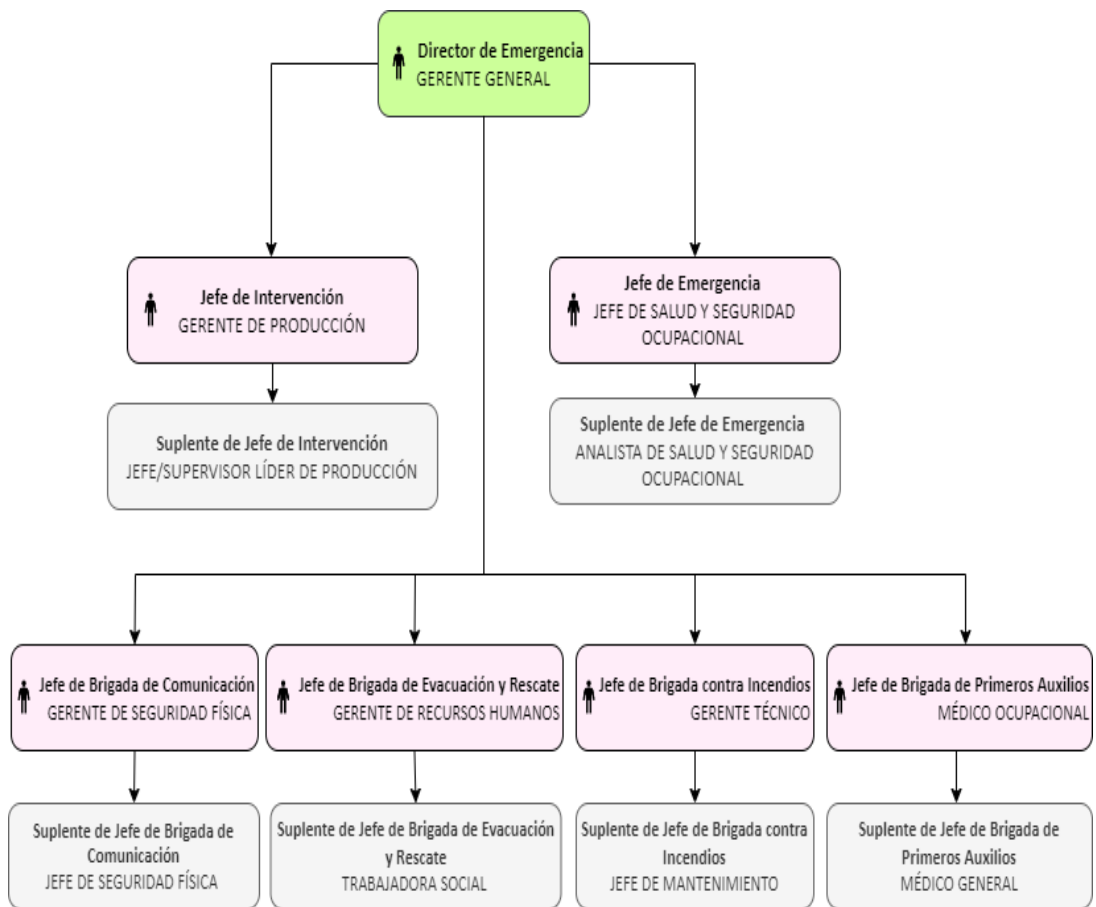 Director de Emergencia
GERENTE GENERAL
Jefe de Intervención
GERENTE DE PRODUCCIÓN
Jefe de Emergencia
JEFE DE SALUD Y SEGURIDAD
OCUPACIONAL
Suplente de Jefe de Intervención
JEFE/SUPERVISOR LÍDER DE PRODUCCIÓN
Suplente de Jefe de Emergencia
ANALISTA DE SALUD Y SEGURIDAD
OCUPACIONAL
Jefe de Brigada de Comunicación
GERENTE DE SEGURIDAD FÍSICA
Jefe de Brigada de Evacuación y Rescate
GERENTE DE RECURSOS HUMANOS
Jefe de Brigada contra Incendios
GERENTE TÉCNICO
Jefe de Brigada de Primeros Auxilios
MÉDICO OCUPACIONAL
Suplente de Jefe de Brigada de
Comunicación
JEFE DE SEGURIDAD FÍSICA
Suplente de Jefe de Brigada de Evacuación
y Rescate
TRABAJADORA SOCIAL
Suplente de Jefe de Brigada contra
Incendios
JEFE DE MANTENIMIENTO
Suplente de Jefe de Brigada de
Primeros Auxilios
MÉDICO GENERAL